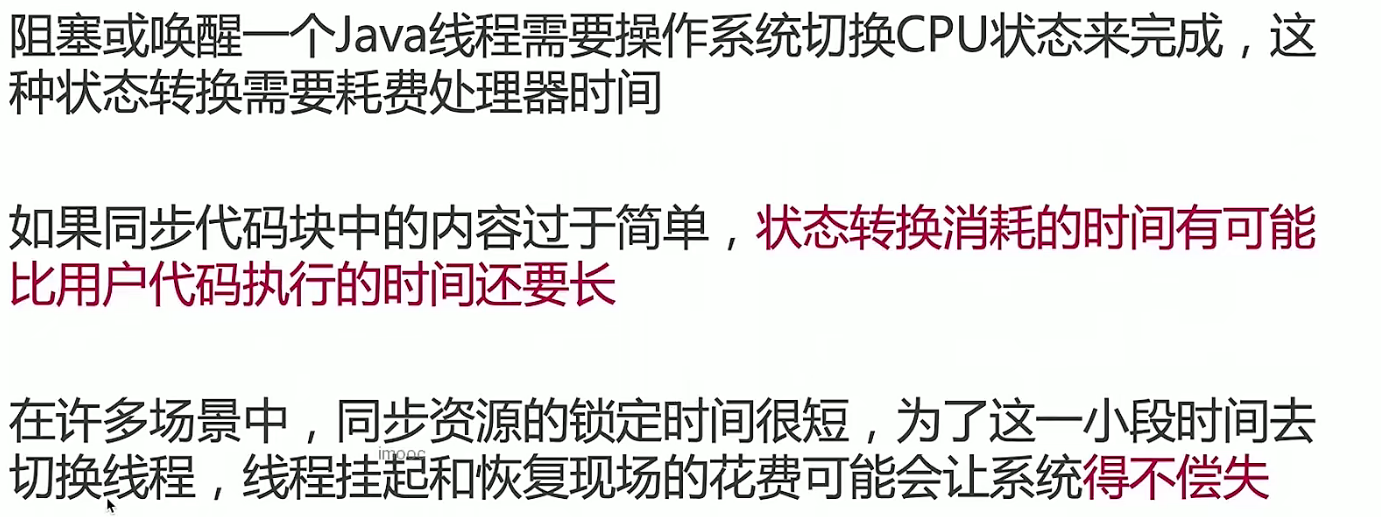 阻塞或唤醒一个Java线程需要操作系统切换CPU状态来完成，这
种状态转换需要耗费处理器时间
如果同步代码块中的内容过于简单，状态转换消耗的时间有可能
比用户代码执行的时间还要长
在许多场景中，同步资源的锁定时间很短，为了这一小段时间去
imooc
切换线程，线程挂起和恢复现场的花费可能会让系统得不偿失